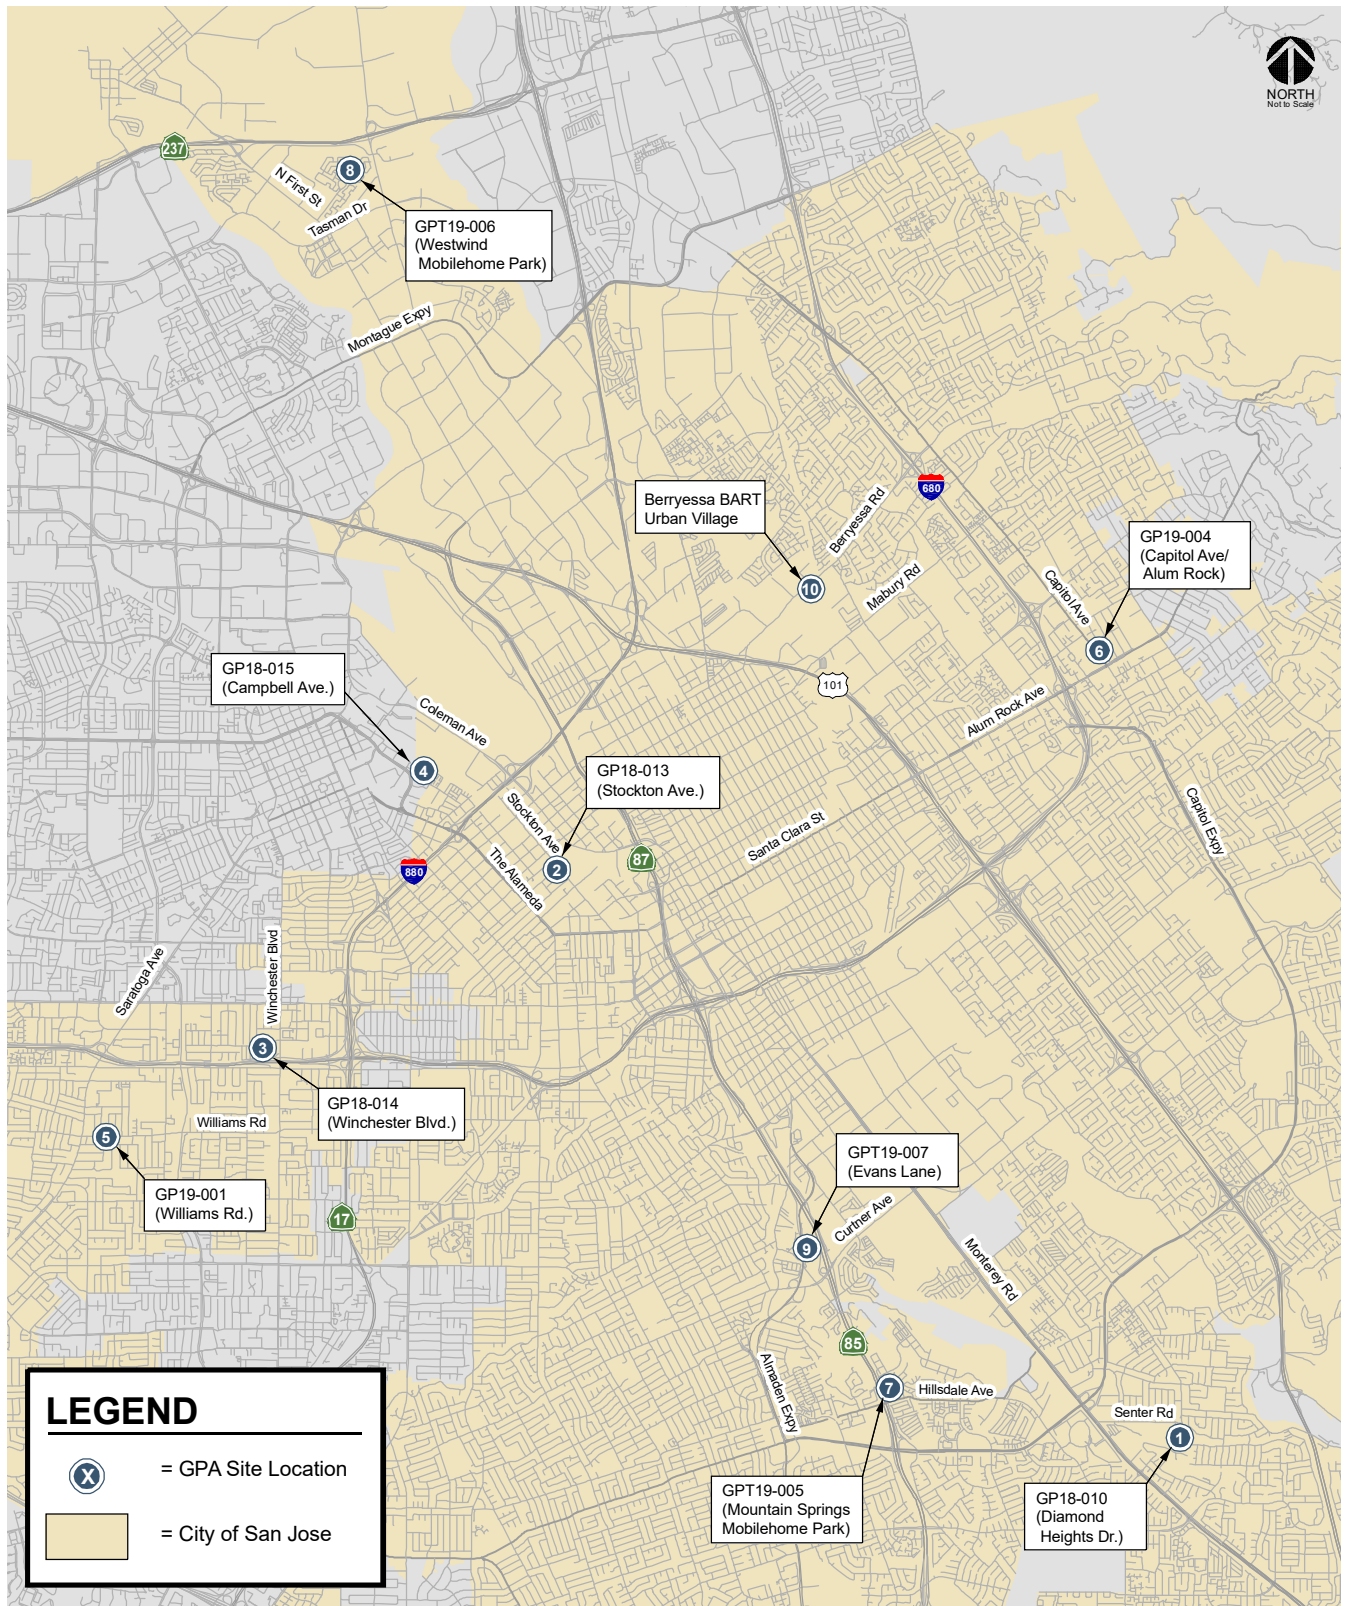 NORTH
Not to Scale
237
N First St
8
Tasman Dr
GPT19-006
(Westwind
Mobilehome Park)
Montague Expy
680
Berryessa BART
Urban Village
Berryessa Rd
10
Mabury Rd
GP19-004
(Capitol Ave/
Alum Rock)
Capitol Ave
6
GP18-015
(Campbell Ave.)
101
Coleman Ave
Alum Rock Ave
4
GP18-013
(Stockton Ave.)
Stockton Ave
Capitol Expy
Santa Clara St
87
2
880
The Alameda
Saratoga Ave
Winchester Blvd
3
GP18-014
(Winchester Blvd.)
Williams Rd
5
GP19-001
(Williams Rd.)
17
GPT19-007
(Evans Lane)
Curtner Ave
9
Monterey Rd
85
Almaden Expy
7
Hillsdale Ave
Senter Rd
1
GPT19-005
(Mountain Springs
Mobilehome Park)
GP18-010
(Diamond
Heights Dr.)
LEGEND
X
= GPA Site Location
= City of San Jose